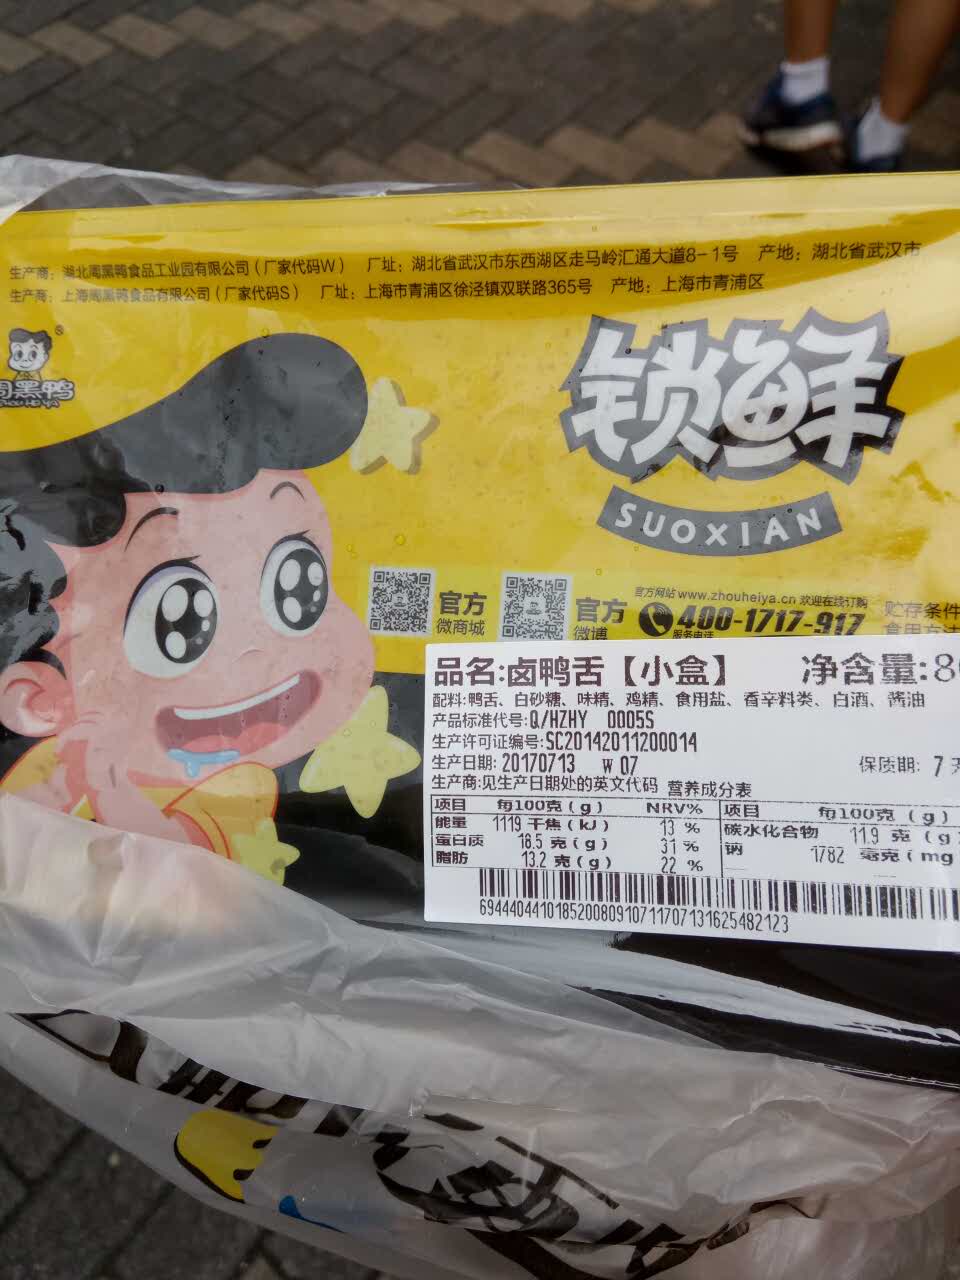 生产商：湖北周黑鸭食品工业园有限公司（厂家代码W） 厂址：湖北省武汉市东西湖区走马岭汇通大道8-1号 产地：湖北省武汉市
生产商：上海周黑鸭食品有限公司（厂家代码S） 厂址：上海市青浦区徐泾镇双联路365号 产地：上海市青浦区
周黑鸭
ZHOU HEI YA
锁鲜
SUOXIAN
官方
微商城
官方
微博
官方网站 www.zhouheiya.cn 欢迎在线订购
400-1717-917
服务电话
贮存条件
食用方法
品名:卤鸭舌【小盒】 净含量:8
配料:鸭舌、白砂糖、味精、鸡精、食用盐、香辛料类、白酒、酱油
产品标准代号:Q/HZHY 0005S
生产许可证编号:SC20142011200014
生产日期: 20170713 W 07 保质期: 7天
生产商:见生产日期处的英文代码 营养成分表
项目 每100克(g) NRV% 项目 每100克(g)
能量 1119 千焦(kJ) 13 % 碳水化合物 11.9 克(g
蛋白质 18.5 克(g) 31 % 钠 1782 毫克(mg
脂肪 13.2 克(g) 22 %
69444044101852008091071170713162548​2123